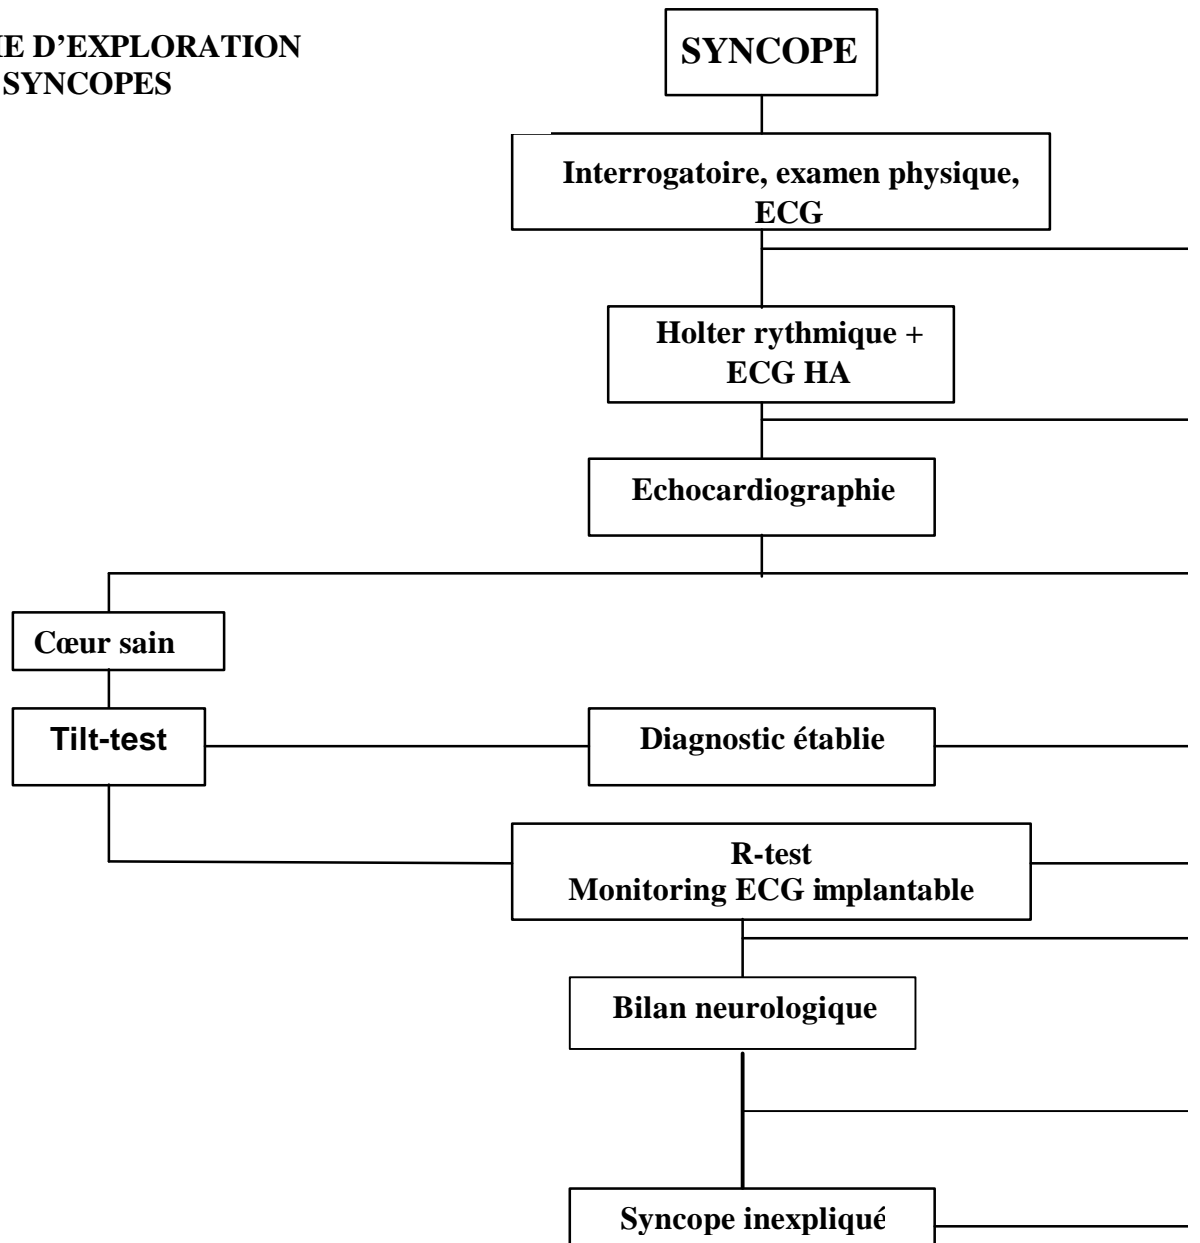 IE D’EXPLORATION
SYNCOPES
SYNCOPE
Interrogatoire, examen physique,
ECG
Holter rythmique +
ECG HA
Echocardiographie
Cœur sain
Tilt-test
Diagnostic établie
R-test
Monitoring ECG implantable
Bilan neurologique
Syncope inexpliqué